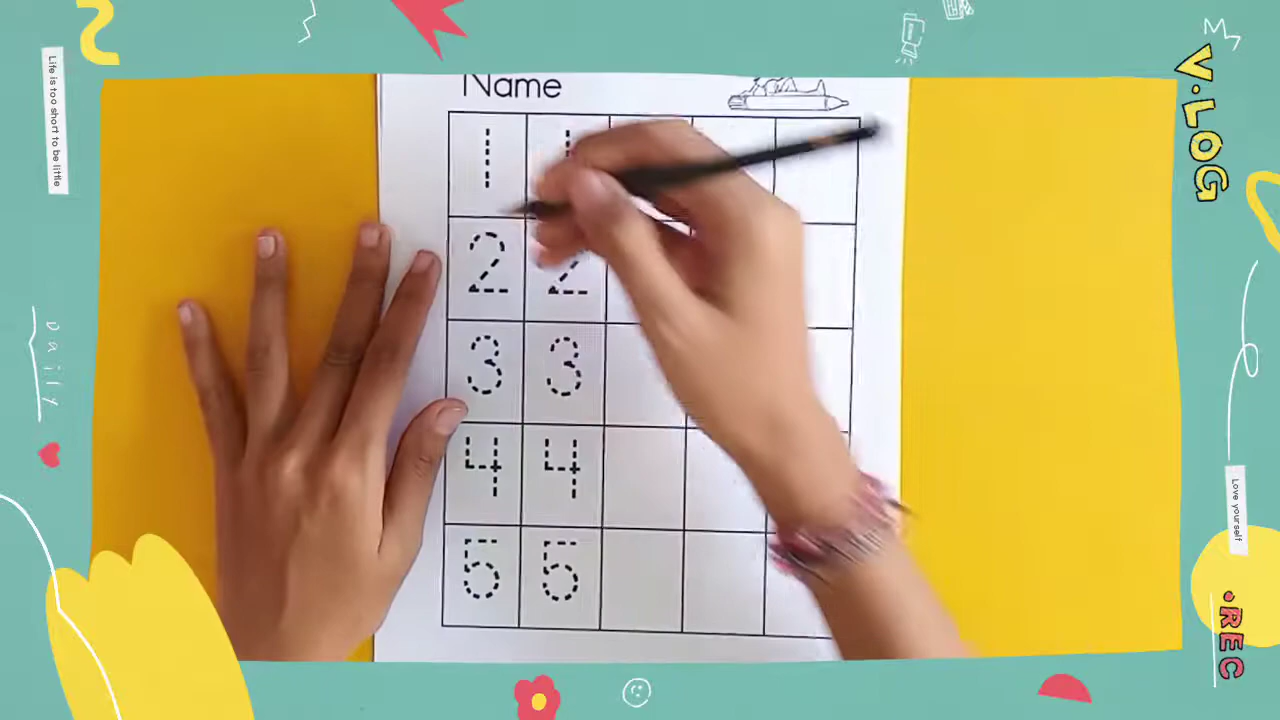 Name
1 1
2 2
3 3
4 4
5 5
Life is too short to be little
Daily
V.LOG
Love yourself
.REC